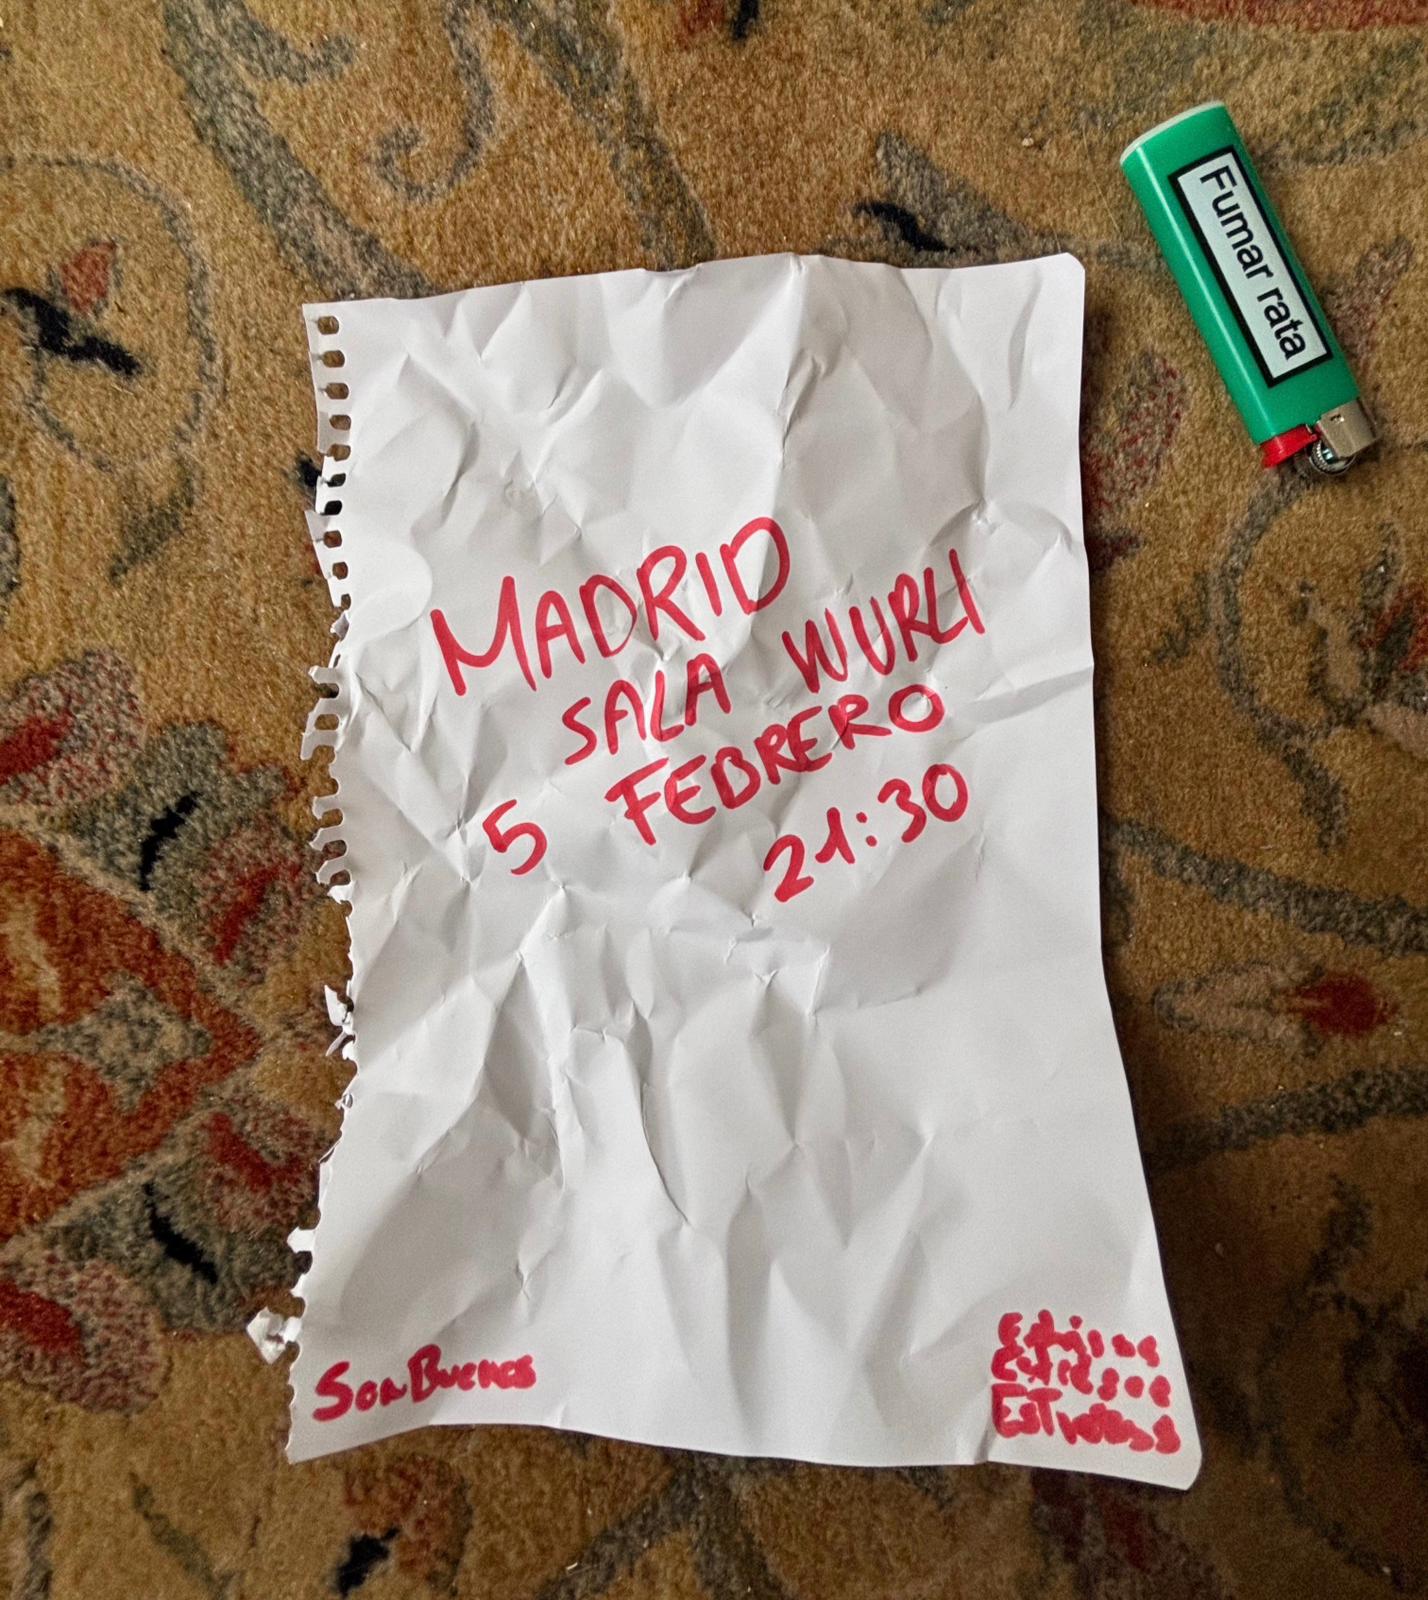 Fumar rata
MADRID
SALA WURLI
5 FEBRERO
21:30
SonBuenos